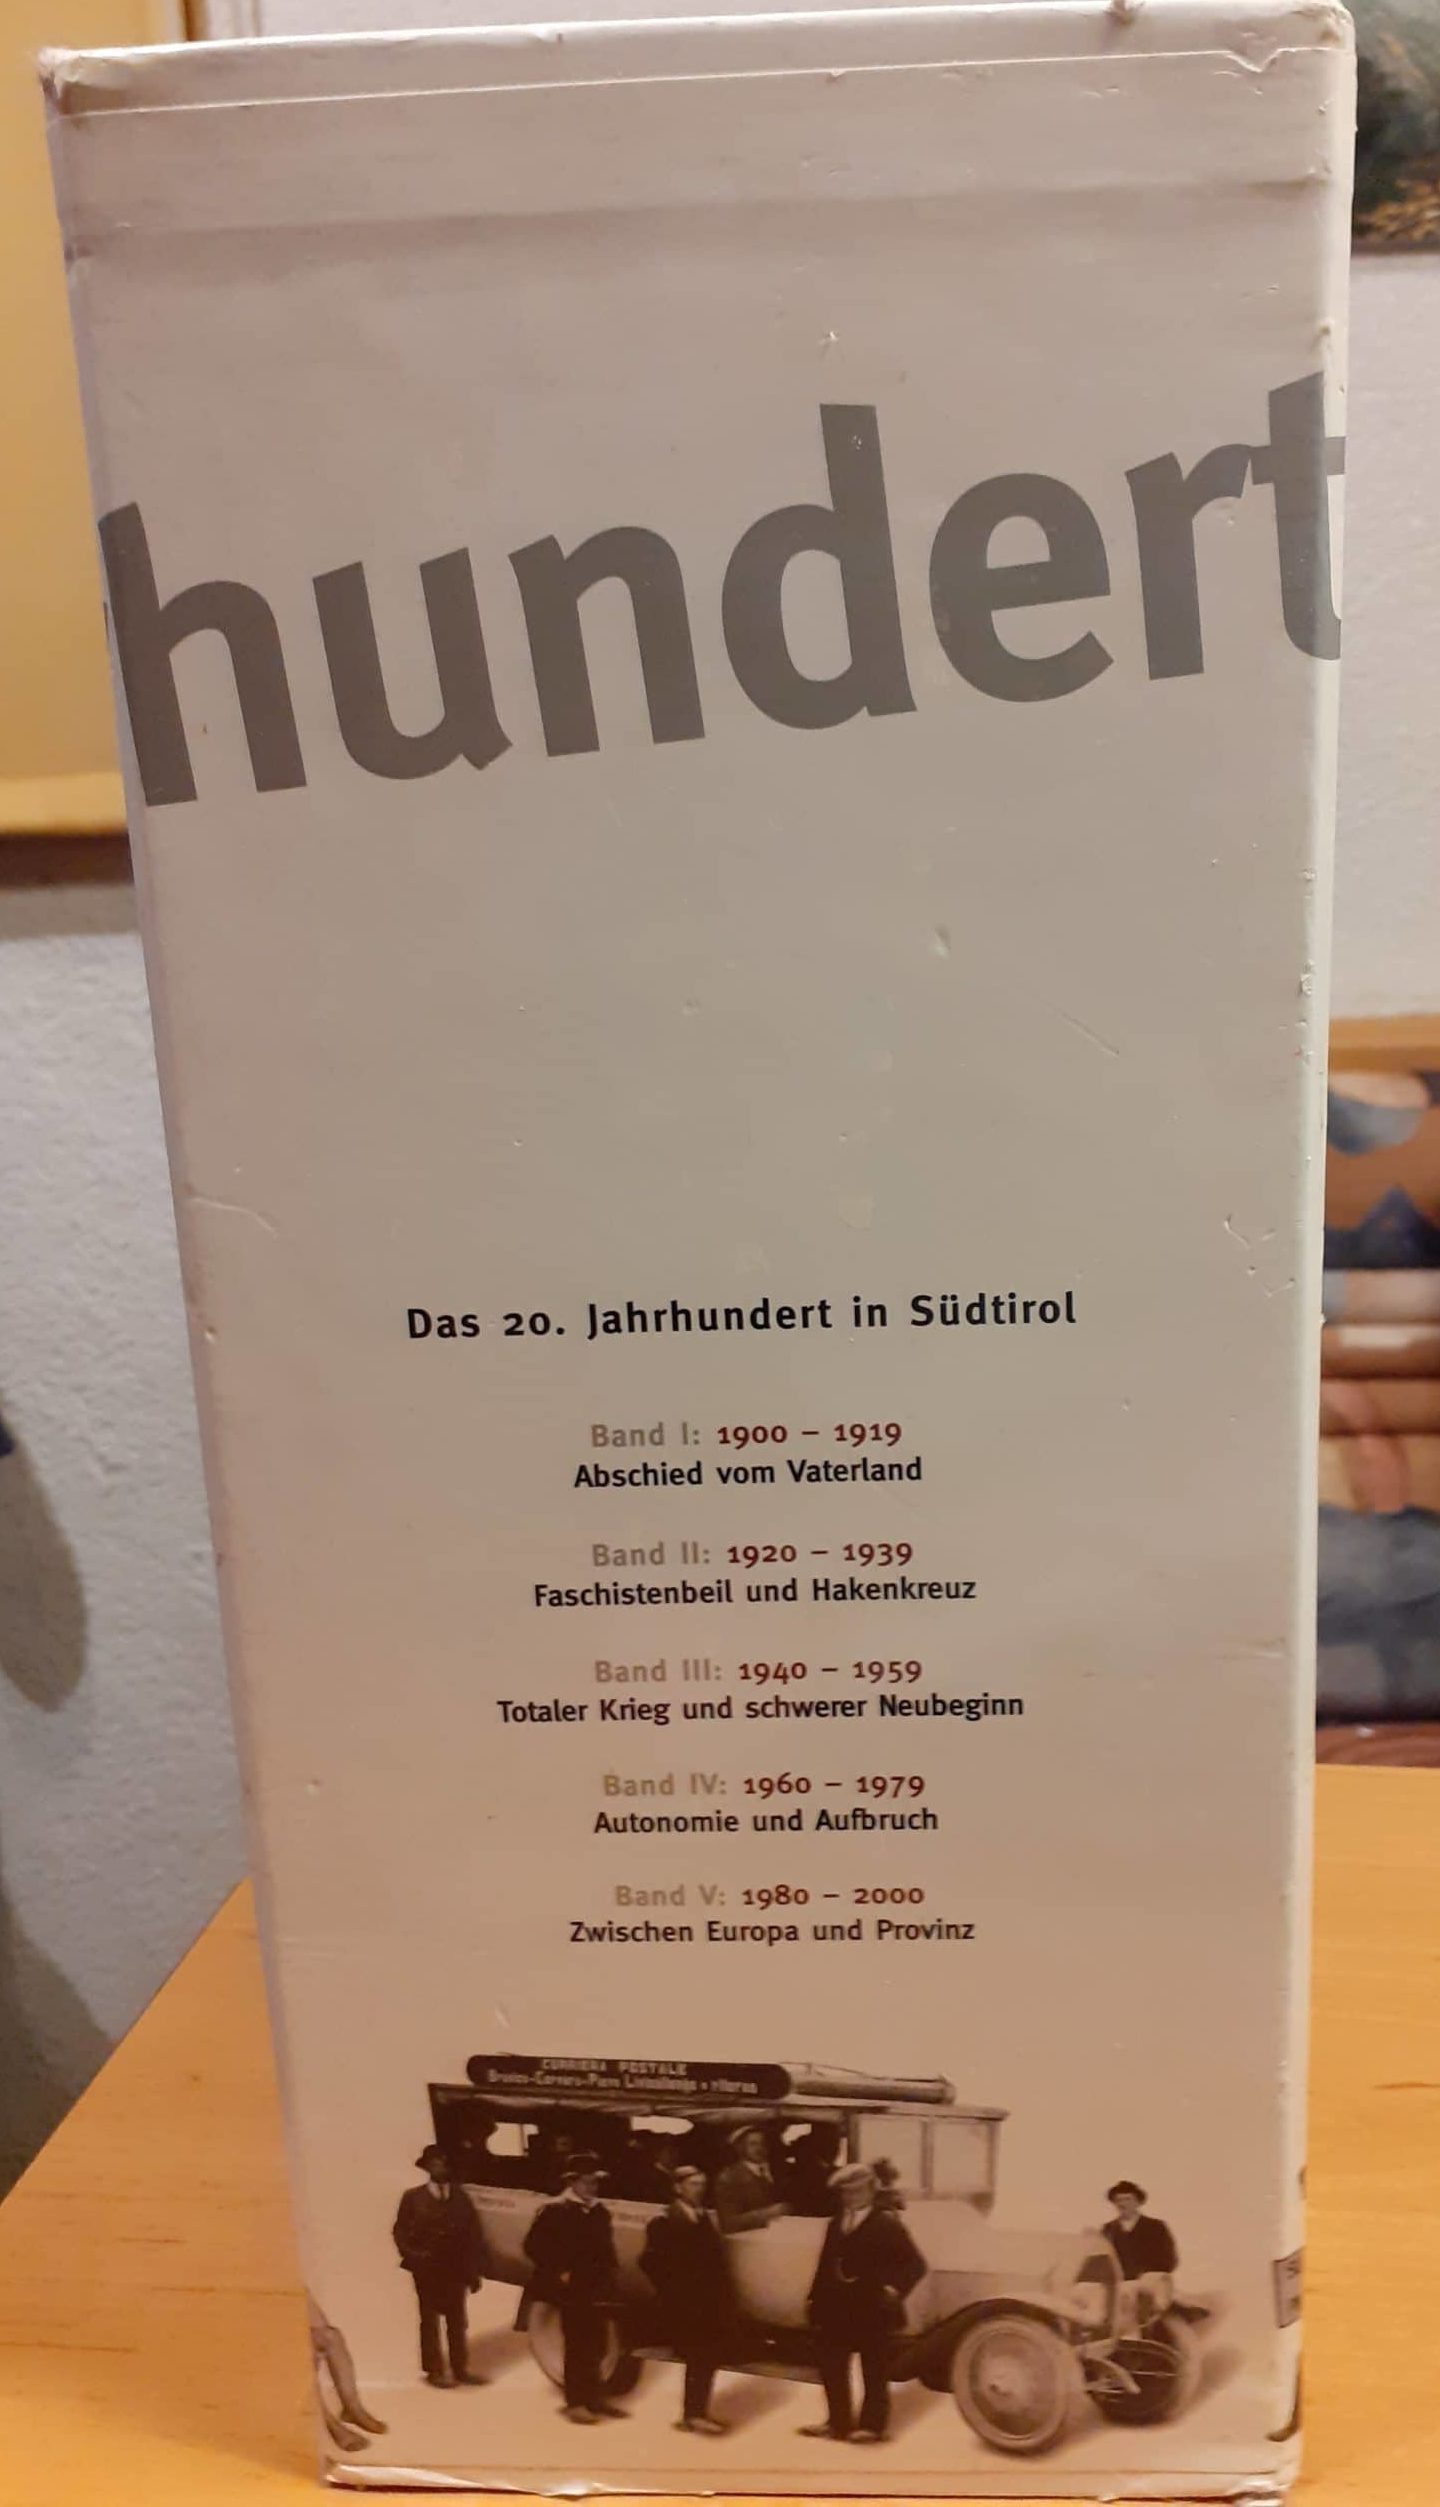 hundert
Das 20. Jahrhundert in Südtirol
Band I: 1900 – 1919
Abschied vom Vaterland
Band II: 1920 – 1939
Faschistenbeil und Hakenkreuz
Band III: 1940 – 1959
Totaler Krieg und schwerer Neubeginn
Band IV: 1960 – 1979
Autonomie und Aufbruch
Band V: 1980 – 2000
Zwischen Europa und Provinz
CORRIERA POSTALE